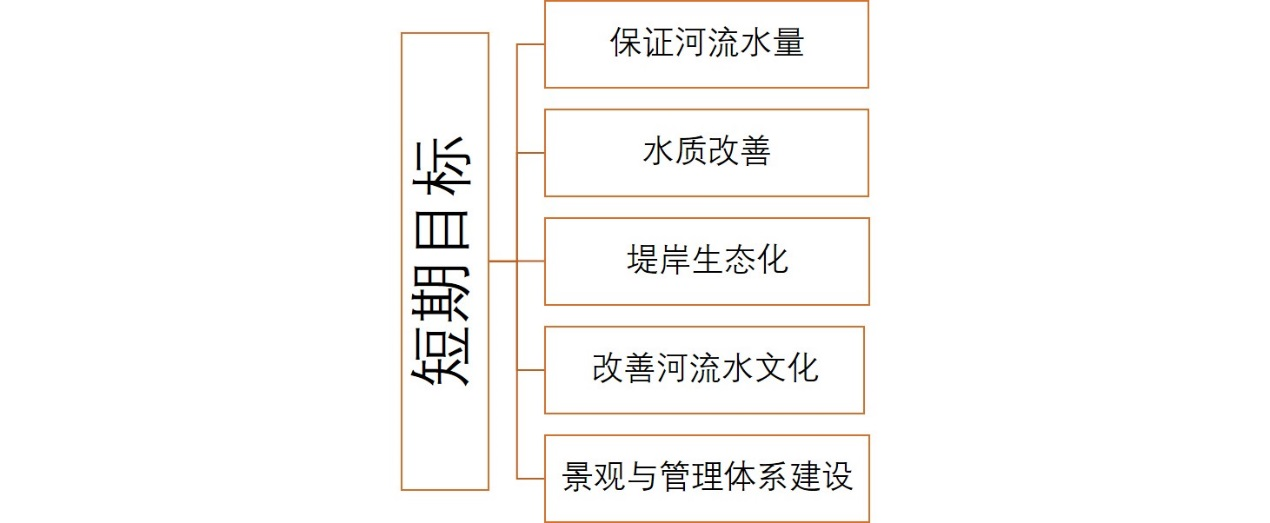 短期目标
保证河流水量
水质改善
堤岸生态化
改善河流水文化
景观与管理体系建设